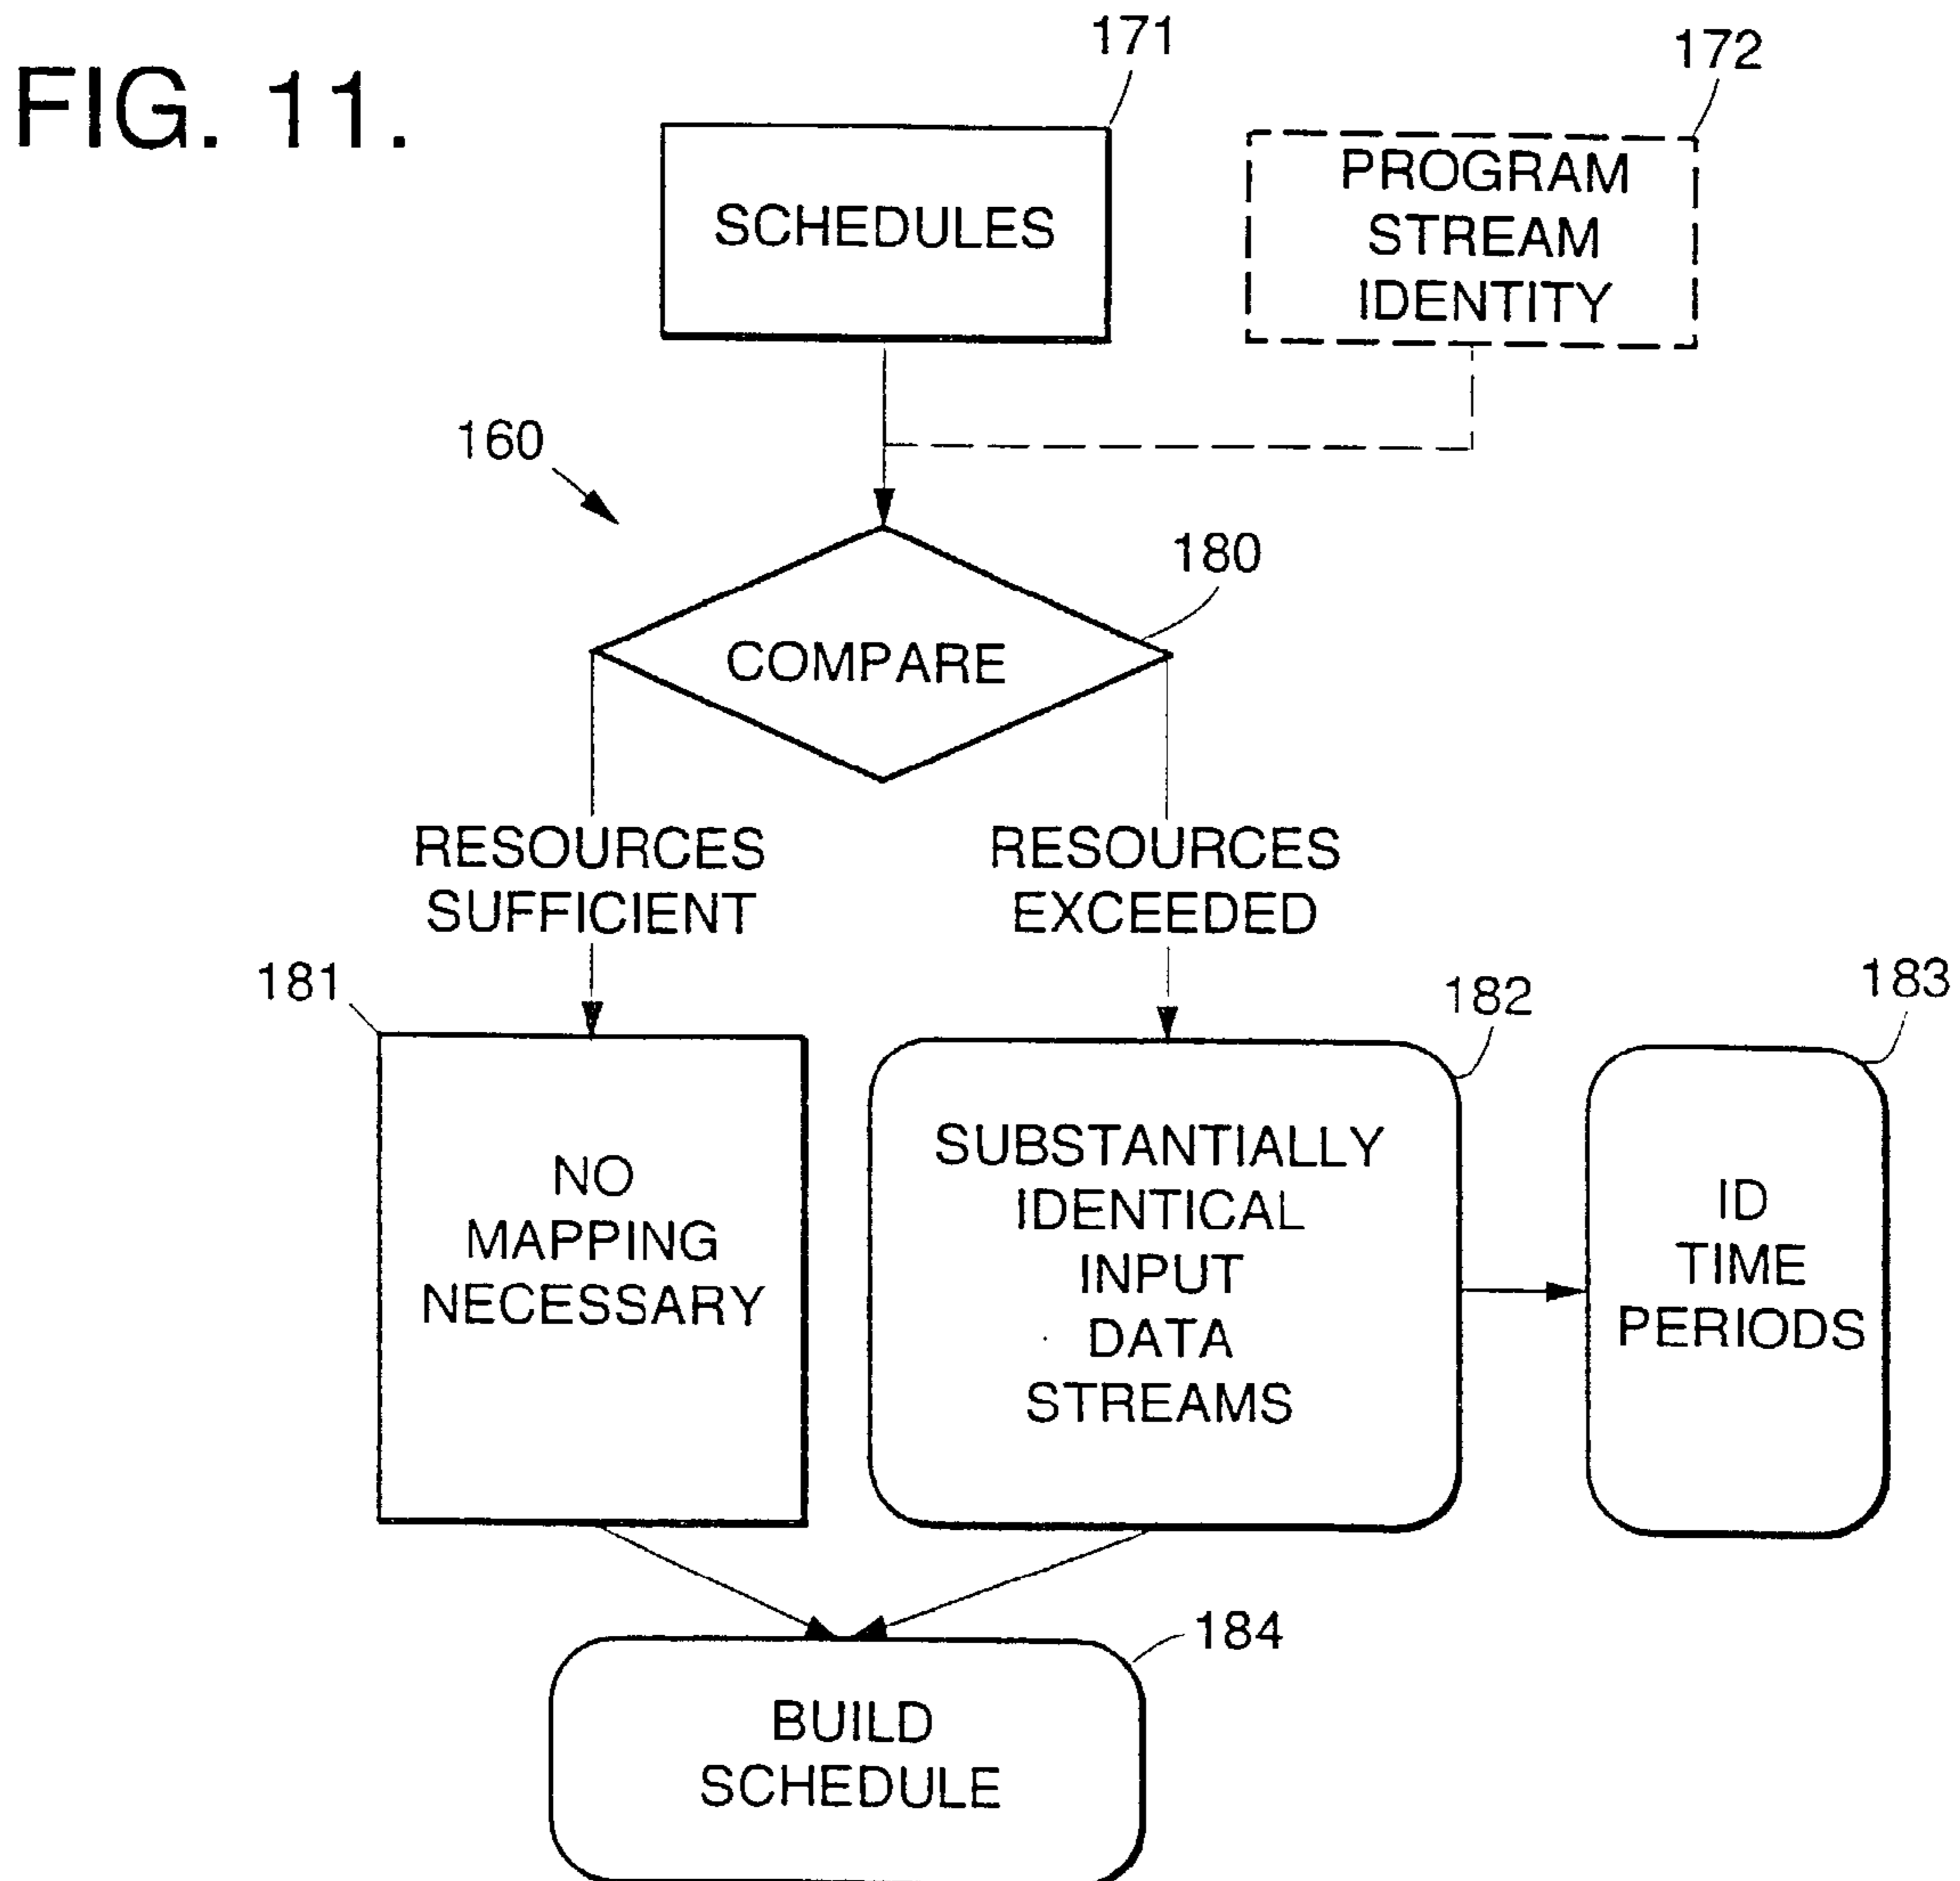 FIG. 11.
171
172
SCHEDULES
PROGRAM
STREAM
IDENTITY
160
180
COMPARE
RESOURCES
SUFFICIENT
RESOURCES
EXCEEDED
181
182
183
NO
MAPPING
NECESSARY
SUBSTANTIALLY
IDENTICAL
INPUT
DATA
STREAMS
ID
TIME
PERIODS
184
BUILD
SCHEDULE